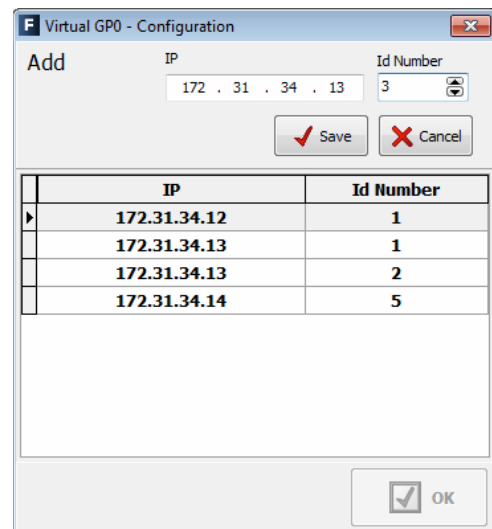 F Virtual GP0 - Configuration
Add
IP
Id Number
172 . 31 . 34 . 13
3
Save
Cancel
IP Id Number
172.31.34.12 1
172.31.34.13 1
172.31.34.13 2
172.31.34.14 5
OK